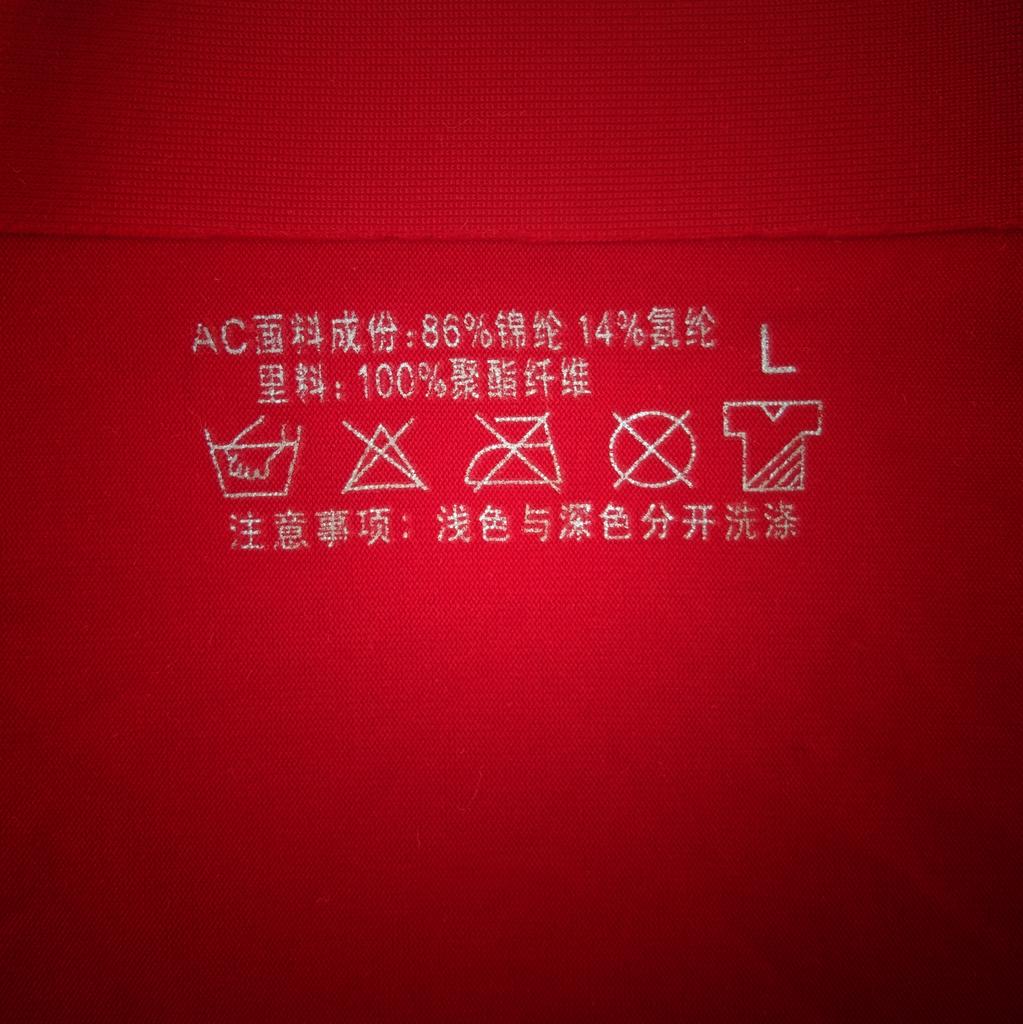 AC面料成份:86%锦纶 14%氨纶 L
里料: 100%聚酯纤维
注意事项: 浅色与深色分开洗涤